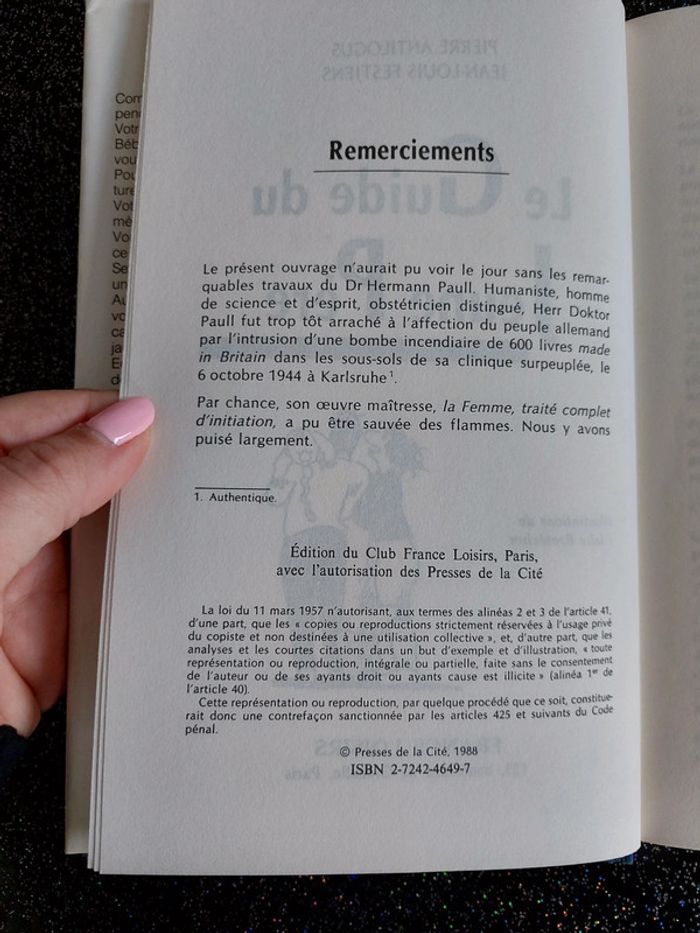 Remerciements
Le présent ouvrage n'aurait pu voir le jour sans les remar-
quables travaux du Dr Hermann Paull. Humaniste, homme
de science et d'esprit, obstétricien distingué, Herr Doktor
Paull fut trop tôt arraché à l'affection du peuple allemand
par l'intrusion d'une bombe incendiaire de 600 livres made
in Britain dans les sous-sols de sa clinique surpeuplée, le
6 octobre 1944 à Karlsruhe¹.
Par chance, son œuvre maîtresse, la Femme, traité complet
d'initiation, a pu être sauvée des flammes. Nous y avons
puisé largement.
1. Authentique.
Édition du Club France Loisirs, Paris,
avec l'autorisation des Presses de la Cité
La loi du 11 mars 1957 n'autorisant, aux termes des alinéas 2 et 3 de l'article 41,
d'une part, que les « copies ou reproductions strictement réservées à l'usage privé
du copiste et non destinées à une utilisation collective », et, d'autre part, que les
analyses et les courtes citations dans un but d'exemple et d'illustration, « toute
représentation ou reproduction, intégrale ou partielle, faite sans le consentement
de l'auteur ou de ses ayants droit ou ayants cause est illicite » (alinéa 1er de
l'article 40).
Cette représentation ou reproduction, par quelque procédé que ce soit, constitue-
rait donc une contrefaçon sanctionnée par les articles 425 et suivants du Code
pénal.
© Presses de la Cité, 1988
ISBN 2-7242-4649-7